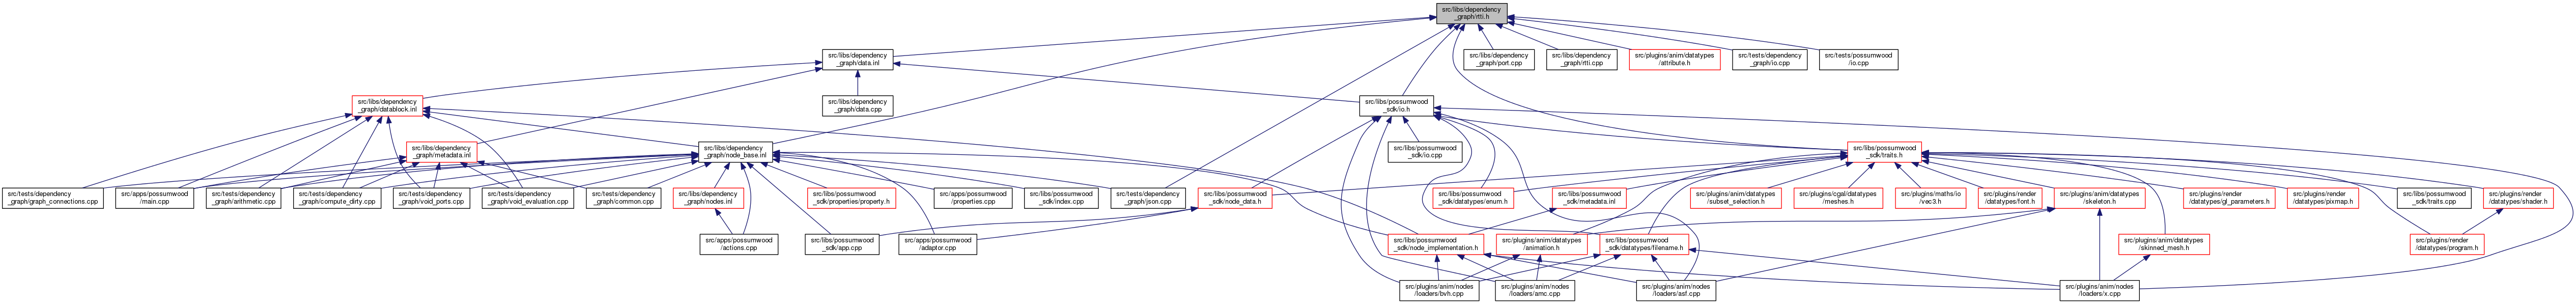 src/libs/dependency
_graph/rtti.h
src/libs/dependency
_graph/data.inl
src/libs/dependency
_graph/port.cpp
src/libs/dependency
_graph/rtti.cpp
src/plugins/anim/datatypes
/attribute.h
src/tests/dependency
_graph/io.cpp
src/tests/possumwood
/io.cpp
src/libs/dependency
_graph/datablock.inl
src/libs/dependency
_graph/data.cpp
src/libs/possumwood
_sdk/io.h
src/libs/dependency
_graph/metadata.inl
src/libs/dependency
_graph/node_base.inl
src/libs/possumwood
_sdk/io.cpp
src/libs/possumwood
_sdk/traits.h
src/tests/dependency
_graph/graph_connections.cpp
src/apps/possumwood
/main.cpp
src/tests/dependency
_graph/arithmetic.cpp
src/tests/dependency
_graph/compute_dirty.cpp
src/tests/dependency
_graph/void_ports.cpp
src/tests/dependency
_graph/void_evaluation.cpp
src/tests/dependency
_graph/common.cpp
src/libs/dependency
_graph/nodes.inl
src/libs/possumwood
_sdk/properties/property.h
src/apps/possumwood
/properties.cpp
src/libs/possumwood
_sdk/index.cpp
src/tests/dependency
_graph/json.cpp
src/libs/possumwood
_sdk/node_data.h
src/libs/possumwood
_sdk/datatypes/enum.h
src/libs/possumwood
_sdk/metadata.inl
src/plugins/anim/datatypes
/subset_selection.h
src/plugins/cgal/datatypes
/meshes.h
src/plugins/maths/io
/vec3.h
src/plugins/render
/datatypes/font.h
src/plugins/anim/datatypes
/skeleton.h
src/plugins/render
/datatypes/gl_parameters.h
src/plugins/render
/datatypes/pixmap.h
src/libs/possumwood
_sdk/traits.cpp
src/plugins/render
/datatypes/shader.h
src/apps/possumwood
/actions.cpp
src/libs/possumwood
_sdk/app.cpp
src/apps/possumwood
/adaptor.cpp
src/libs/possumwood
_sdk/node_implementation.h
src/plugins/anim/datatypes
/animation.h
src/libs/possumwood
_sdk/datatypes/filename.h
src/plugins/anim/datatypes
/skinned_mesh.h
src/plugins/render
/datatypes/program.h
src/plugins/anim/nodes
/loaders/bvh.cpp
src/plugins/anim/nodes
/loaders/amc.cpp
src/plugins/anim/nodes
/loaders/asf.cpp
src/plugins/anim/nodes
/loaders/x.cpp